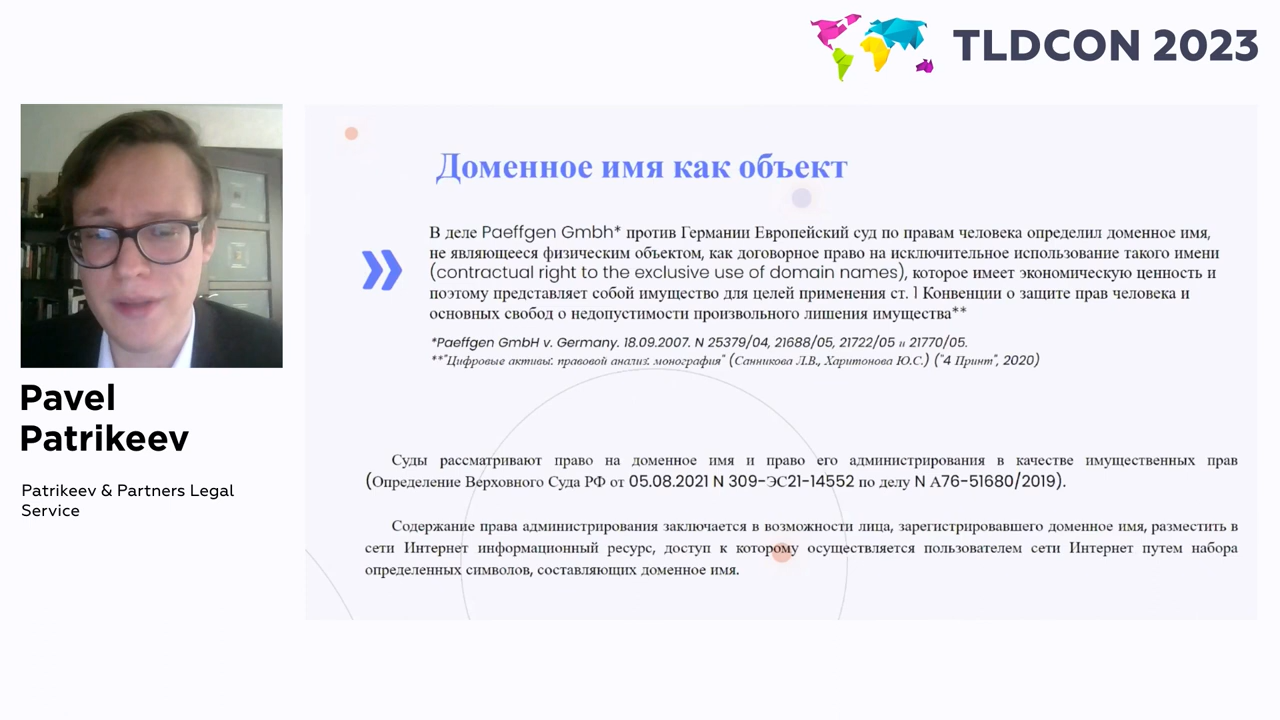 TLDCON 2023
Pavel
Patrikeev
Patrikeev & Partners Legal
Service
Доменное имя как объект
В деле Paeffgen Gmbh* против Германии Европейский суд по правам человека определил доменное имя,
не являющееся физическим объектом, как договорное право на исключительное использование такого имени
(contractual right to the exclusive use of domain names), которое имеет экономическую ценность и
поэтому представляет собой имущество для целей применения ст. 1 Конвенции о защите прав человека и
основных свобод о недопустимости произвольного лишения имущества**
*Paeffgen GmbH v. Germany. 18.09.2007. N 25379/04, 21688/05, 21722/05 и 21770/05.
**"Цифровые активы: правовой анализ. монография" (Санникова Л.В., Харитонова Ю.С.) ("4 Принт", 2020)
Суды рассматривают право на доменное имя и право его администрирования в качестве имущественных прав
(Определение Верховного Суда РФ от 05.08.2021 N 309-ЭС21-14552 по делу N А76-51680/2019).
Содержание права администрирования заключается в возможности лица, зарегистрировавшего доменное имя, разместить в
сети Интернет информационный ресурс, доступ к которому осуществляется пользователем сети Интернет путем набора
определенных символов, составляющих доменное имя.